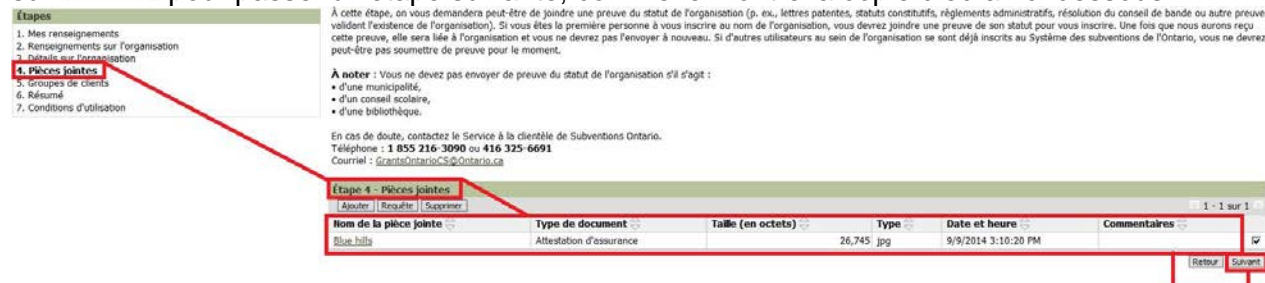 Étapes
1. Mes renseignements
2. Renseignements sur l'organisation
3. Détails sur l'organisation
4. Pièces jointes
5. Groupes de clients
6. Résumé
7. Conditions d'utilisation
À cette étape, on vous demandera peut-être de joindre une preuve du statut de l'organisation (p. ex., lettres patentes, statuts constitutifs, règlements administratifs, résolution du conseil de bande ou autre preuve
validant l'existence de l'organisation). Si vous êtes la première personne à vous inscrire au nom de l'organisation, vous devrez joindre une preuve de son statut pour vous inscrire. Une fois que nous aurons reçu
cette preuve, elle sera liée à l'organisation et vous ne devrez pas l'envoyer à nouveau. Si d'autres utilisateurs au sein de l'organisation se sont déjà inscrits au Système des subventions de l'Ontario, vous ne devrez
peut-être pas soumettre de preuve pour le moment.
À noter : Vous ne devez pas envoyer de preuve du statut de l'organisation s'il s'agit :
• d'une municipalité,
• d'un conseil scolaire,
• d'une bibliothèque.
En cas de doute, contactez le Service à la clientèle de Subventions Ontario.
Téléphone : 1 855 216-3090 ou 416 325-6691
Courriel : GrantsOntarioCS@Ontario.ca
Étape 4 - Pièces jointes
Ajouter Requête Supprimer 1 - 1 sur 1
Nom de la pièce jointe Type de document Taille (en octets) Type Date et heure Commentaires
Blue hills Attestation d'assurance 26,745 jpg 9/9/2014 3:10:20 PM
Retour Suivant